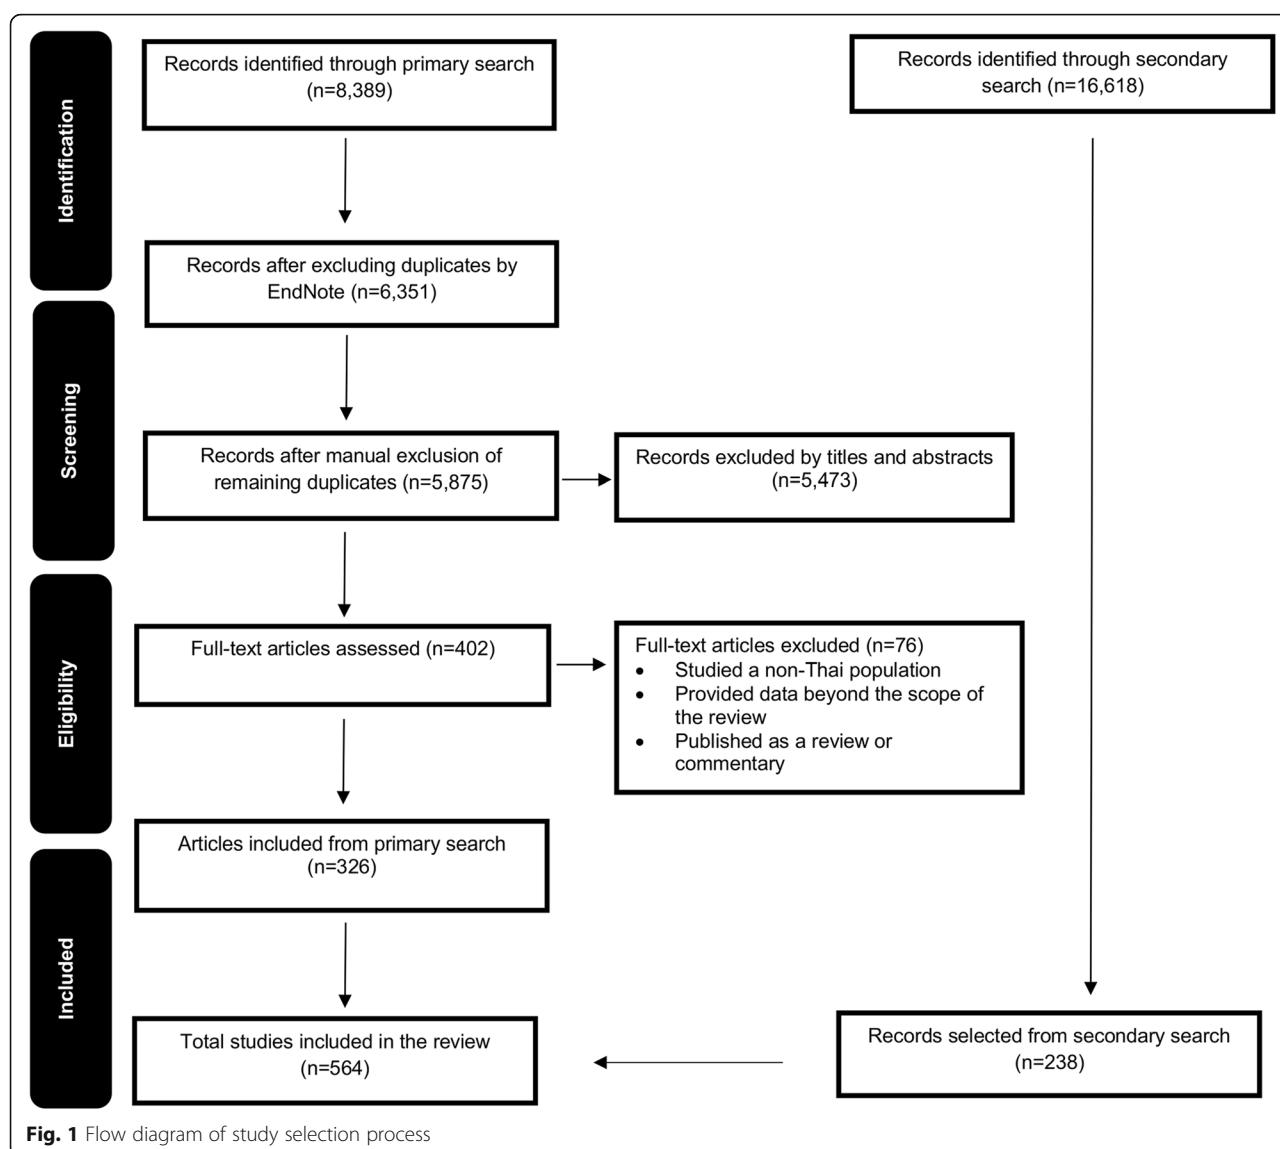 Identification
Records identified through primary search
(n=8,389)
Records identified through secondary
search (n=16,618)
Records after excluding duplicates by
EndNote (n=6,351)
Screening
Records after manual exclusion of
remaining duplicates (n=5,875)
Records excluded by titles and abstracts
(n=5,473)
Eligibility
Full-text articles assessed (n=402)
Full-text articles excluded (n=76)
• Studied a non-Thai population
• Provided data beyond the scope of
the review
• Published as a review or
commentary
Articles included from primary search
(n=326)
Included
Total studies included in the review
(n=564)
Records selected from secondary search
(n=238)
Fig. 1 Flow diagram of study selection process